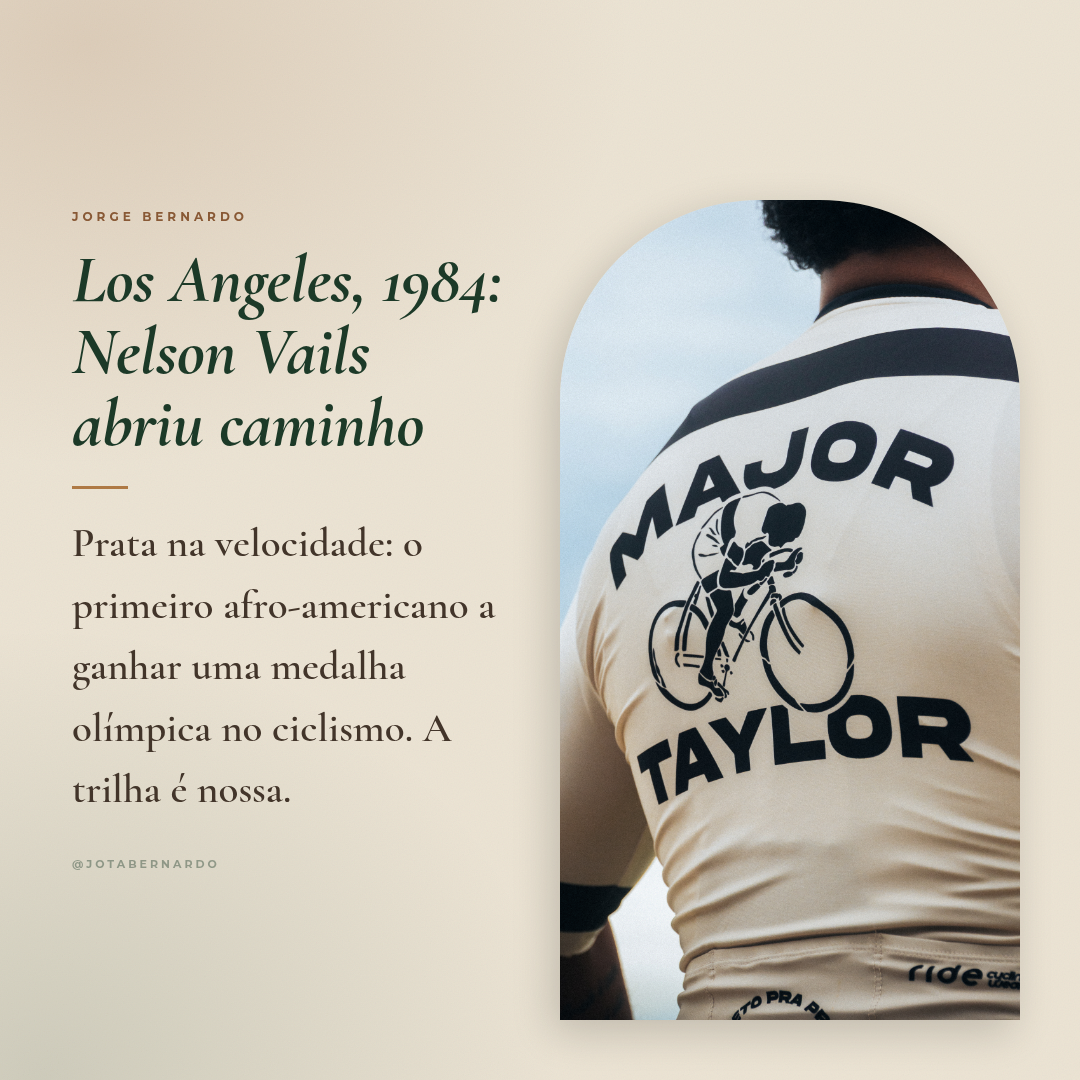 JORGE BERNARDO
Los Angeles, 1984:
Nelson Vails
abriu caminho
Prata na velocidade: o
primeiro afro-americano a
ganhar uma medalha
olímpica no ciclismo. A
trilha é nossa.
@JOTABERNARDO
MAJOR
TAYLOR
ride
PRA